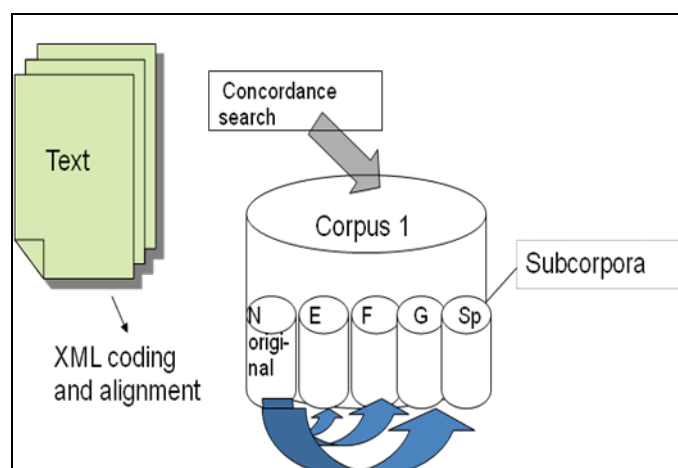 Concordance
search
Text
Corpus 1
Subcorpora
N
origi-
nal
E
F
G
Sp
XML coding
and alignment